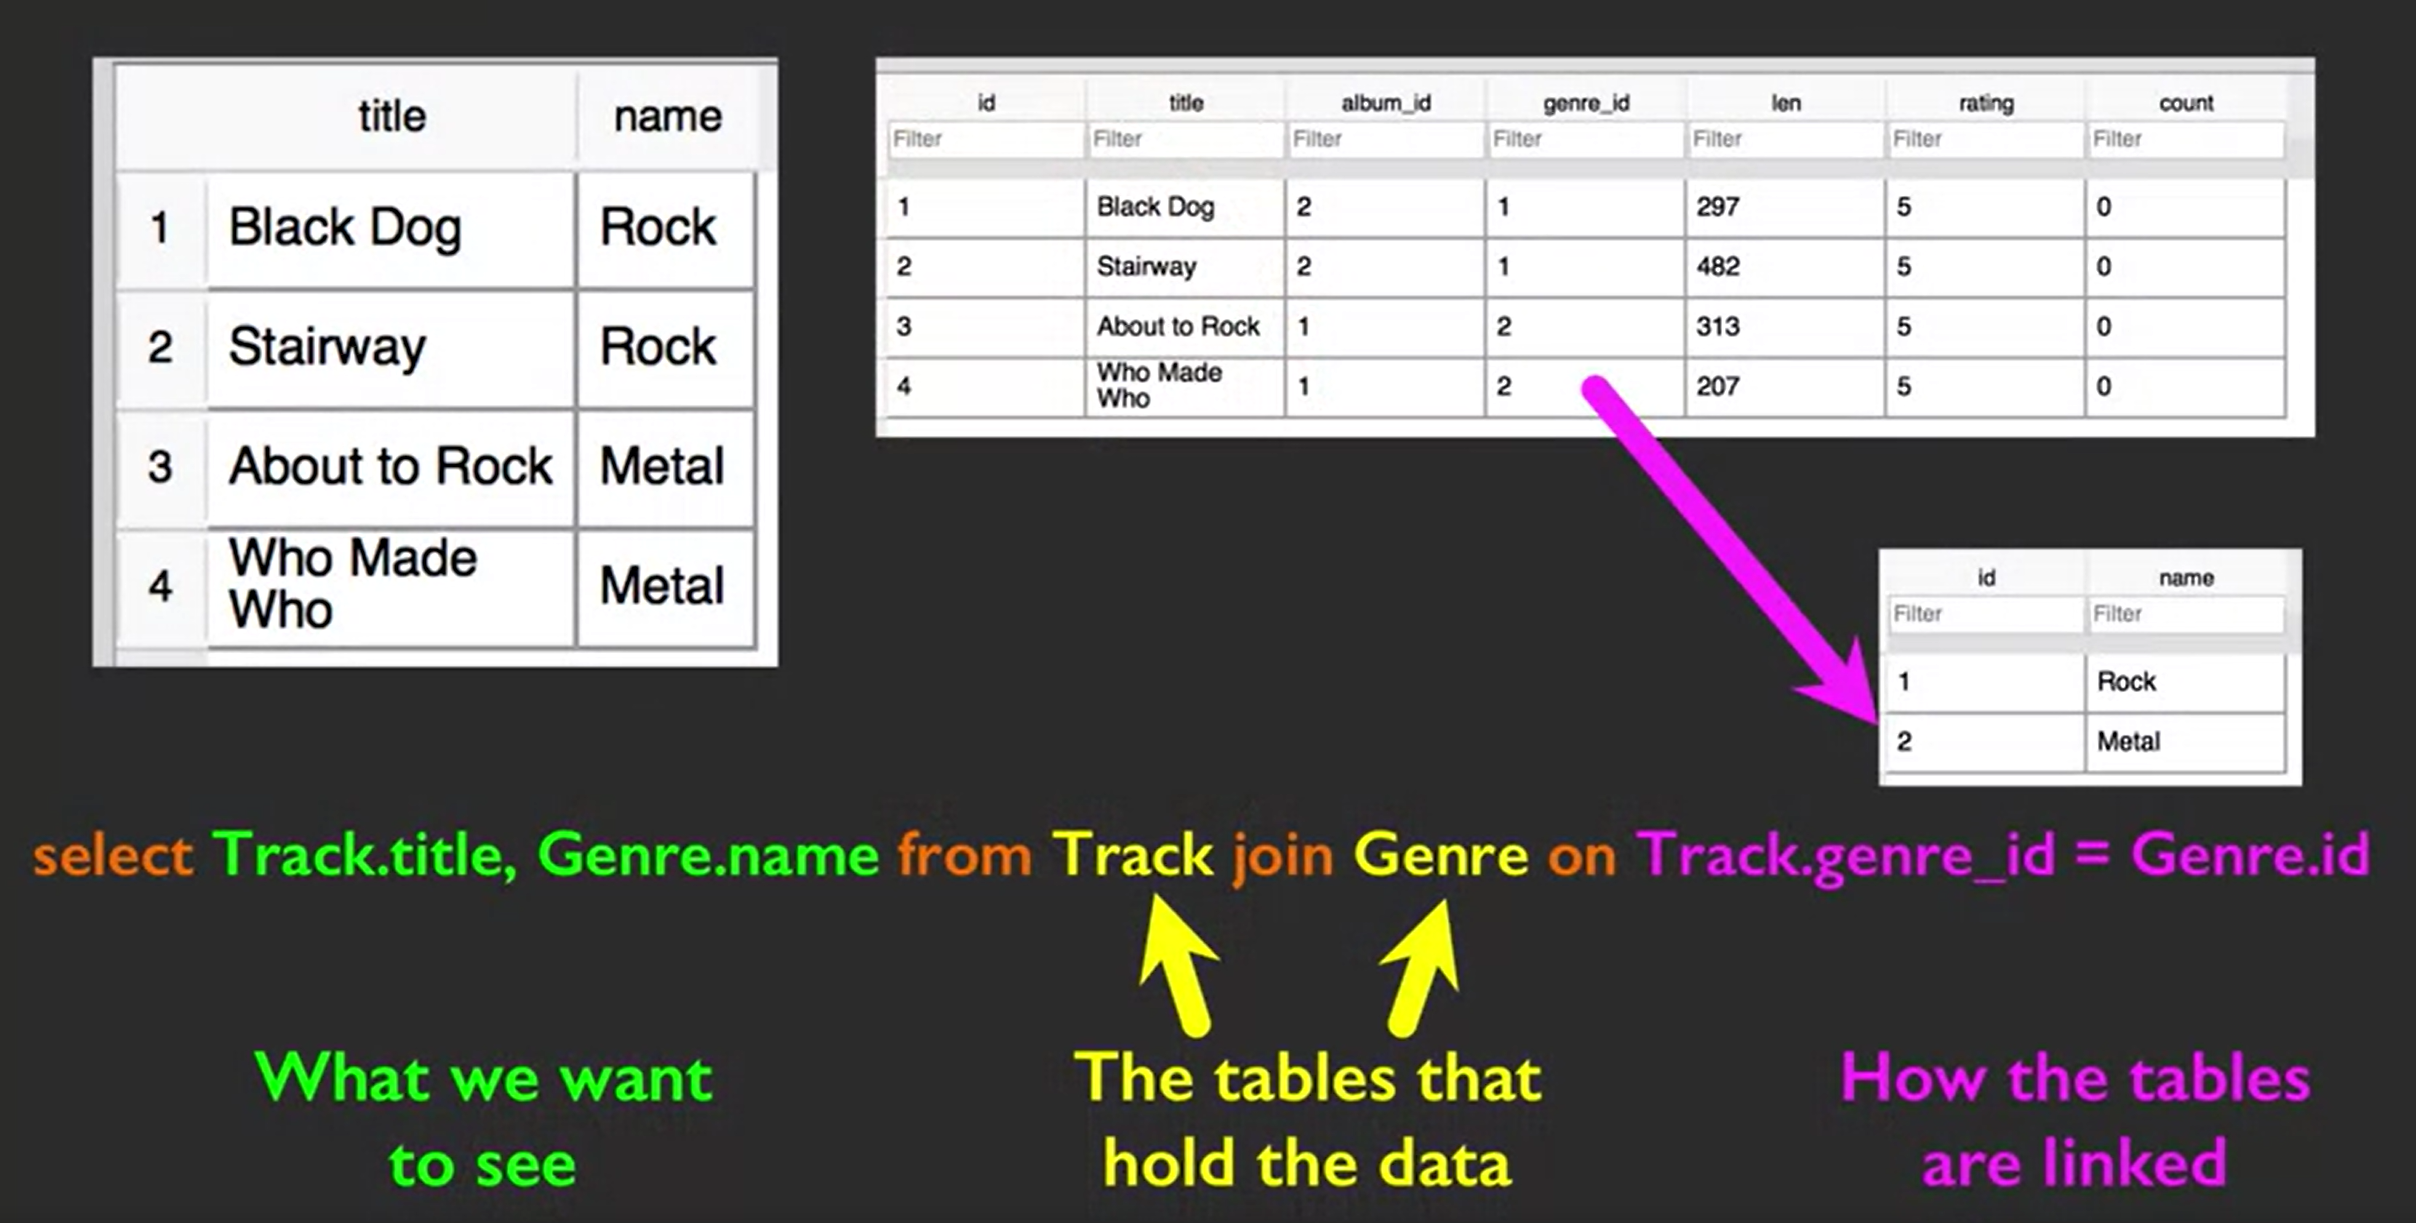 title name
1 Black Dog Rock
2 Stairway Rock
3 About to Rock Metal
4 Who Made Who Metal
id title album_id genre_id len rating count
Filter Filter Filter Filter Filter Filter Filter
1 Black Dog 2 1 297 5 0
2 Stairway 2 1 482 5 0
3 About to Rock 1 2 313 5 0
4 Who Made Who 1 2 207 5 0
id name
Filter Filter
1 Rock
2 Metal
select Track.title, Genre.name from Track join Genre on Track.genre_id = Genre.id
What we want
to see
The tables that
hold the data
How the tables
are linked